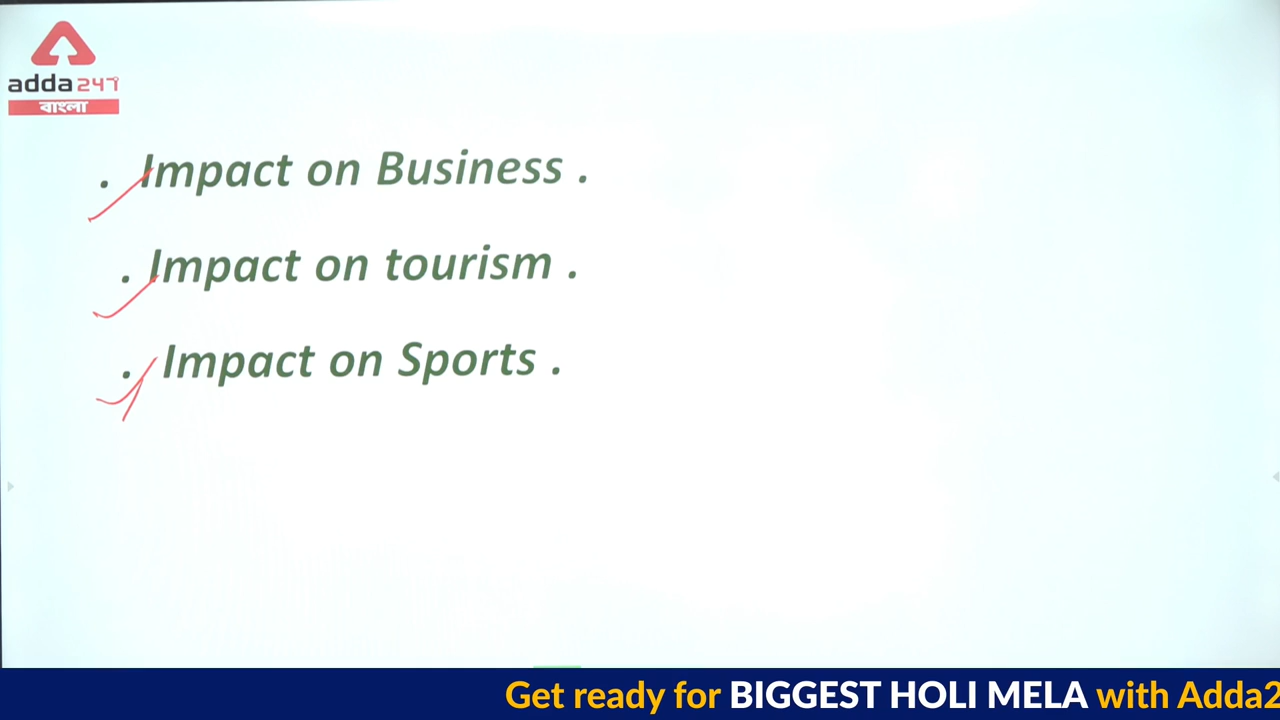 adda247
বাংলা
. Impact on Business .
. Impact on tourism .
. Impact on Sports .
Get ready for BIGGEST HOLI MELA with Adda2